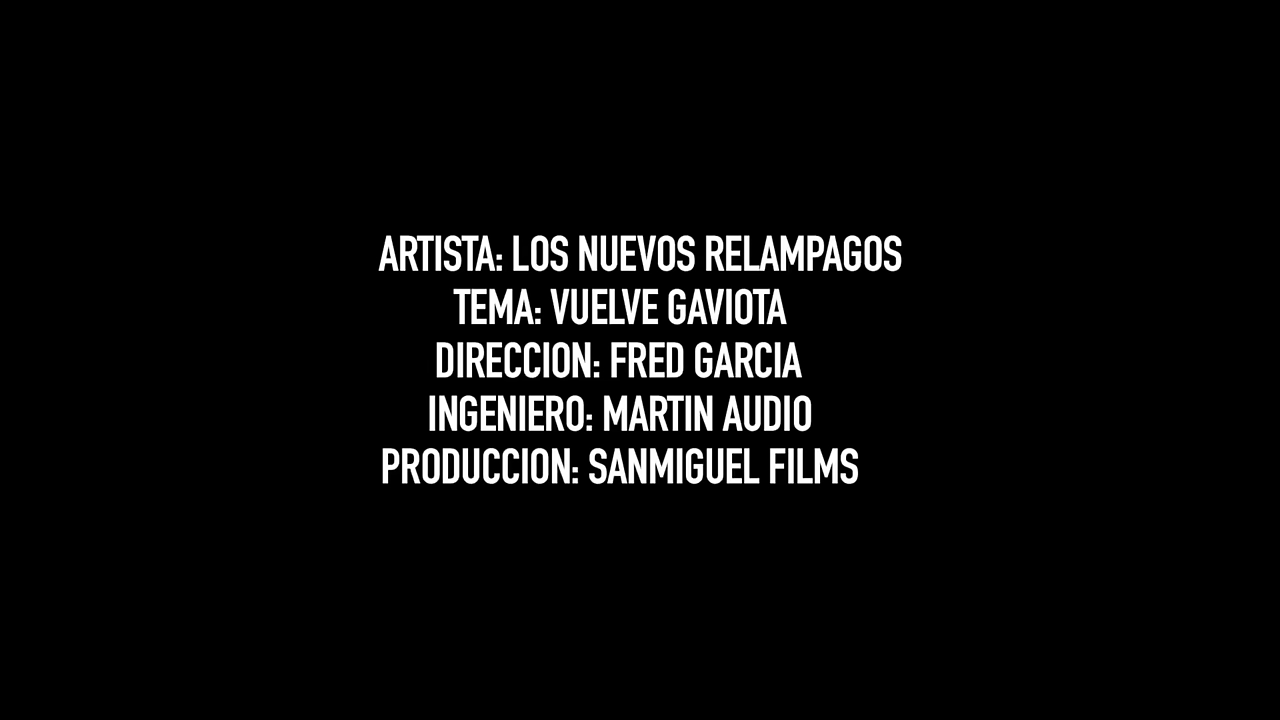 ARTISTA: LOS NUEVOS RELAMPAGOS
TEMA: VUELVE GAVIOTA
DIRECCION: FRED GARCIA
INGENIERO: MARTIN AUDIO
PRODUCCION: SANMIGUEL FILMS